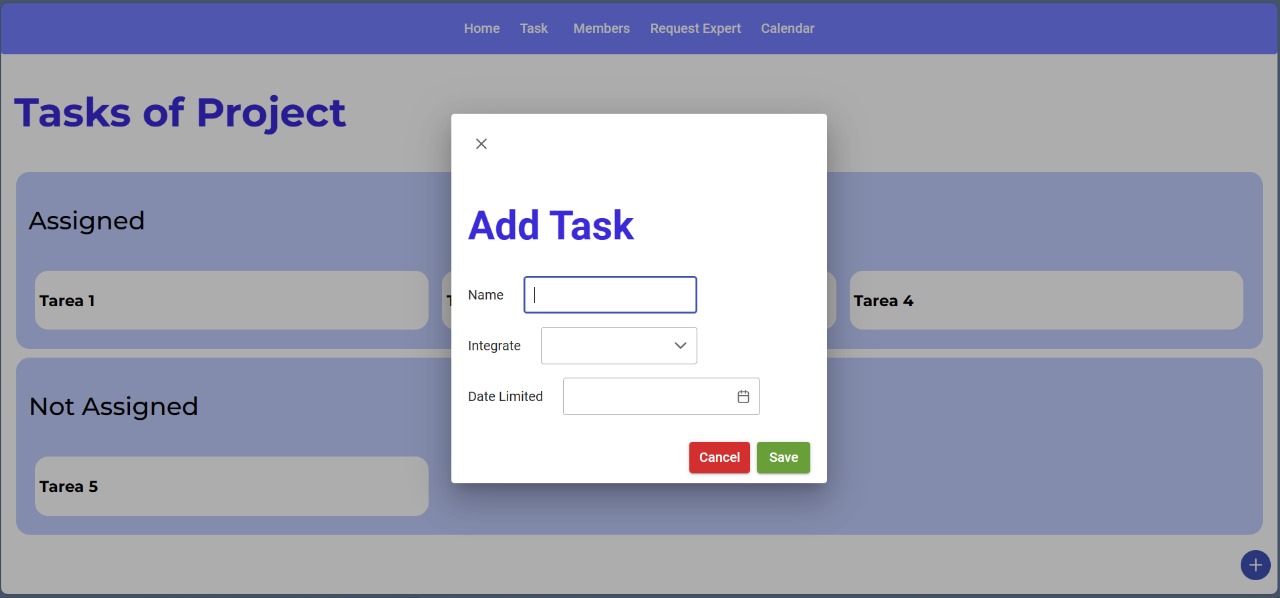 Home Task Members Request Expert Calendar
Tasks of Project
Assigned
Tarea 1
Tarea 4
Not Assigned
Tarea 5
Add Task
Name
Integrate
Date Limited
Cancel Save